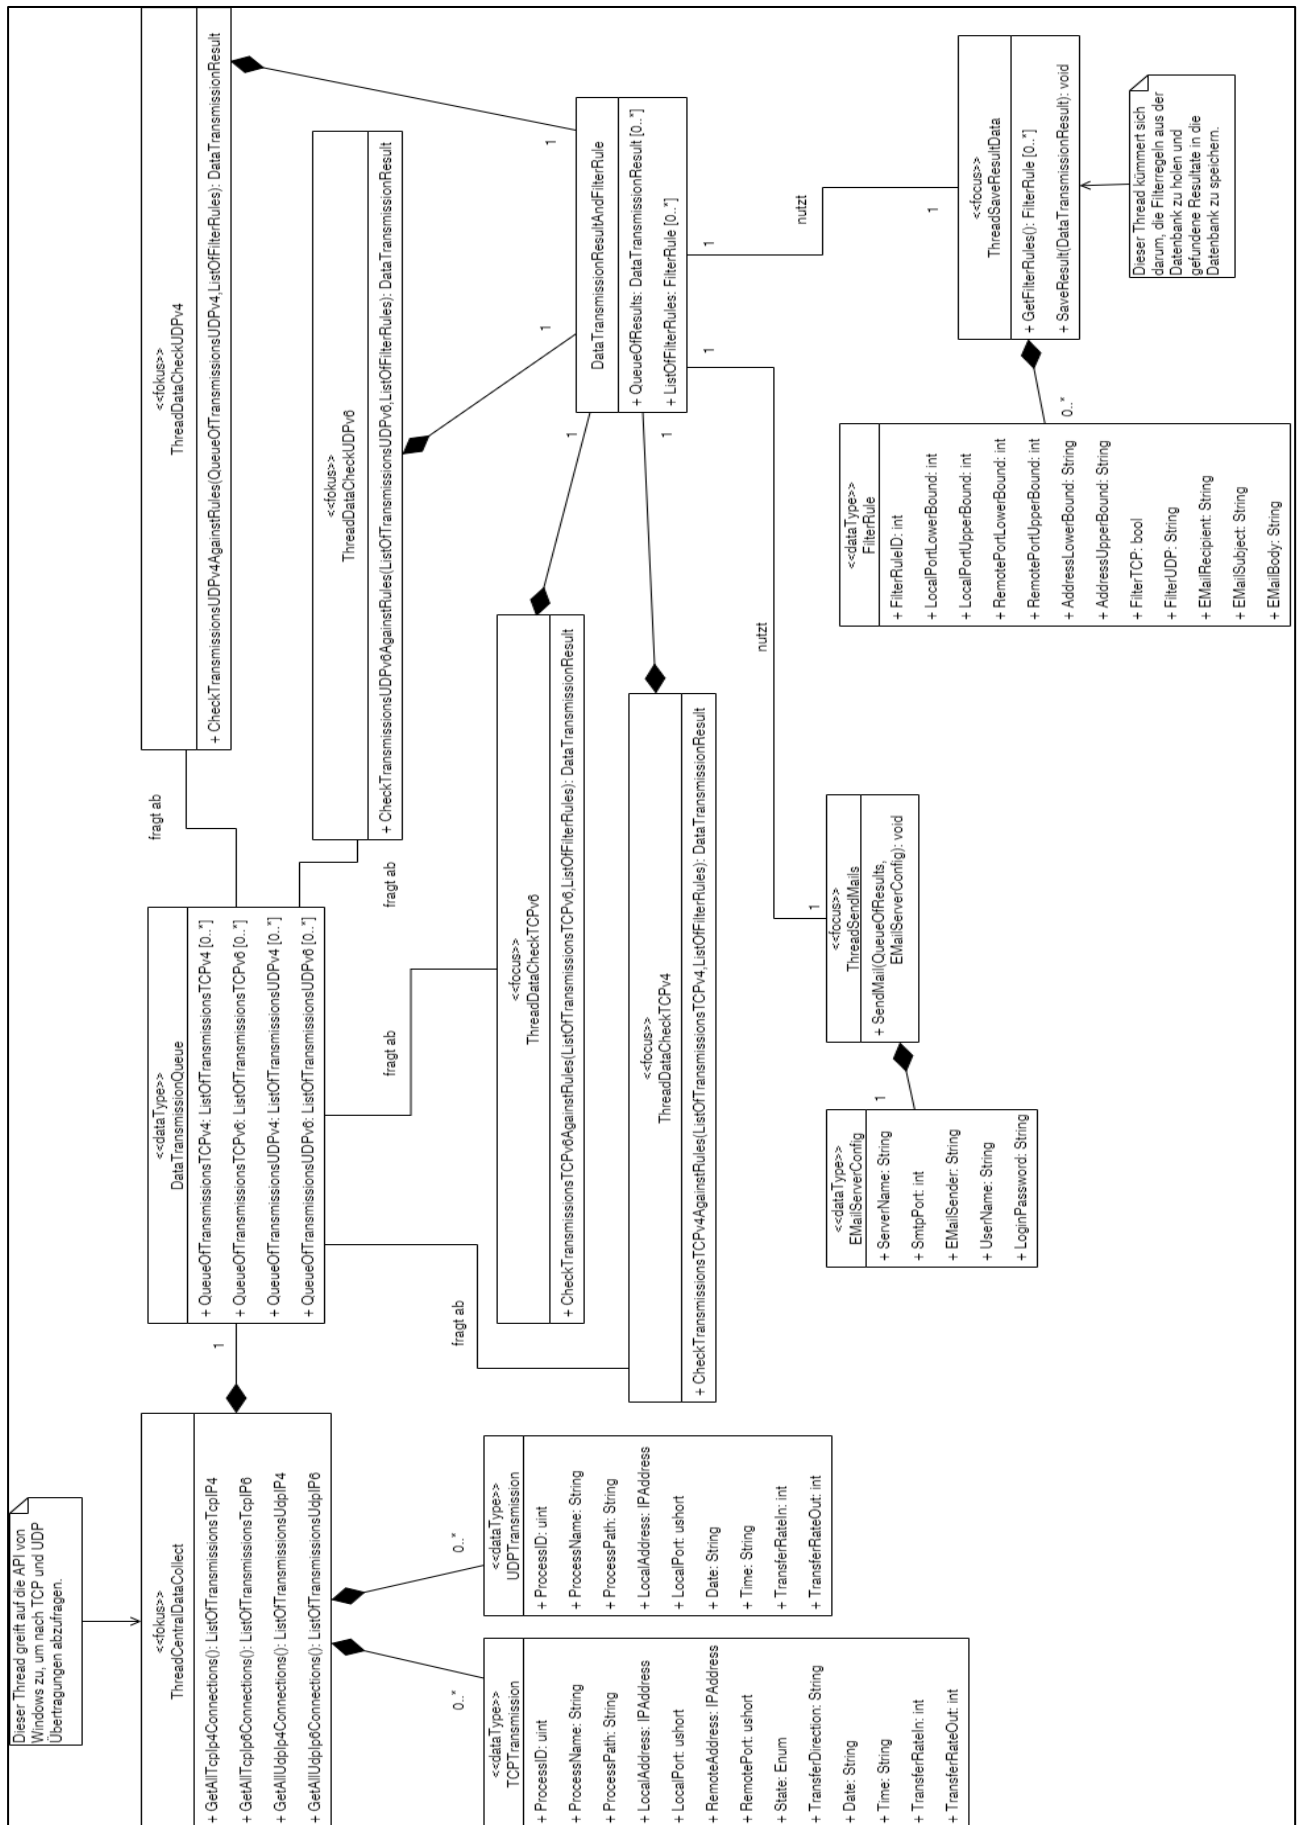 Dieser Thread greift auf die API von
Windows zu, um nach TCP und UDP
Übertragungen abzufragen.
<<fokus>>
ThreadCentralDataCollect
+ GetAllTcpIp4Connections(): ListOfTransmissionsTcpIP4
+ GetAllTcpIp6Connections(): ListOfTransmissionsTcpIP6
+ GetAllUdpIp4Connections(): ListOfTransmissionsUdpIP4
+ GetAllUdpIp6Connections(): ListOfTransmissionsUdpIP6
1
0..*
0..*
<<dataType>>
TCPTransmission
+ ProcessID: uint
+ ProcessName: String
+ ProcessPath: String
+ LocalAddress: IPAddress
+ LocalPort: ushort
+ RemoteAddress: IPAddress
+ RemotePort: ushort
+ State: Enum
+ TransferDirection: String
+ Date: String
+ Time: String
+ TransferRateIn: int
+ TransferRateOut: int
<<dataType>>
UDPTransmission
+ ProcessID: uint
+ ProcessName: String
+ ProcessPath: String
+ LocalAddress: IPAddress
+ LocalPort: ushort
+ Date: String
+ Time: String
+ TransferRateIn: int
+ TransferRateOut: int
<<dataType>>
DataTransmissionQueue
+ QueueOfTransmissionsTCPv4: ListOfTransmissionsTCPv4 [0..*]
+ QueueOfTransmissionsTCPv6: ListOfTransmissionsTCPv6 [0..*]
+ QueueOfTransmissionsUDPv4: ListOfTransmissionsUDPv4 [0..*]
+ QueueOfTransmissionsUDPv6: ListOfTransmissionsUDPv6 [0..*]
fragt ab
fragt ab
fragt ab
fragt ab
<<fokus>>
ThreadDataCheckUDPv4
+ CheckTransmissionsUDPv4AgainstRules(QueueOfTransmissionsUDPv4,ListOfFilterRules): DataTransmissionResult
<<fokus>>
ThreadDataCheckUDPv6
+ CheckTransmissionsUDPv6AgainstRules(ListOfTransmissionsUDPv6,ListOfFilterRules): DataTransmissionResult
<<focus>>
ThreadDataCheckTCPv6
+ CheckTransmissionsTCPv6AgainstRules(ListOfTransmissionsTCPv6,ListOfFilterRules): DataTransmissionResult
<<focus>>
ThreadDataCheckTCPv4
+ CheckTransmissionsTCPv4AgainstRules(ListOfTransmissionsTCPv4,ListOfFilterRules): DataTransmissionResult
1
1
1
1
DataTransmissionResultAndFilterRule
+ QueueOfResults: DataTransmissionResult [0..*]
+ ListOfFilterRules: FilterRule [0..*]
1
nutzt
1
1
nutzt
1
<<focus>>
ThreadSendMails
+ SendMail(QueueOfResults,
EMailServerConfig): void
1
<<dataType>>
EMailServerConfig
+ ServerName: String
+ SmtpPort: int
+ EMailSender: String
+ UserName: String
+ LoginPassword: String
<<focus>>
ThreadSaveResultData
+ GetFilterRules(): FilterRule [0..*]
+ SaveResult(DataTransmissionResult): void
Dieser Thread kümmert sich
darum, die Filterregeln aus der
Datenbank zu holen und
gefundene Resultate in die
Datenbank zu speichern.
0..*
<<dataType>>
FilterRule
+ FilterRuleID: int
+ LocalPortLowerBound: int
+ LocalPortUpperBound: int
+ RemotePortLowerBound: int
+ RemotePortUpperBound: int
+ AddressLowerBound: String
+ AddressUpperBound: String
+ FilterTCP: bool
+ FilterUDP: String
+ EMailRecipient: String
+ EMailSubject: String
+ EMailBody: String